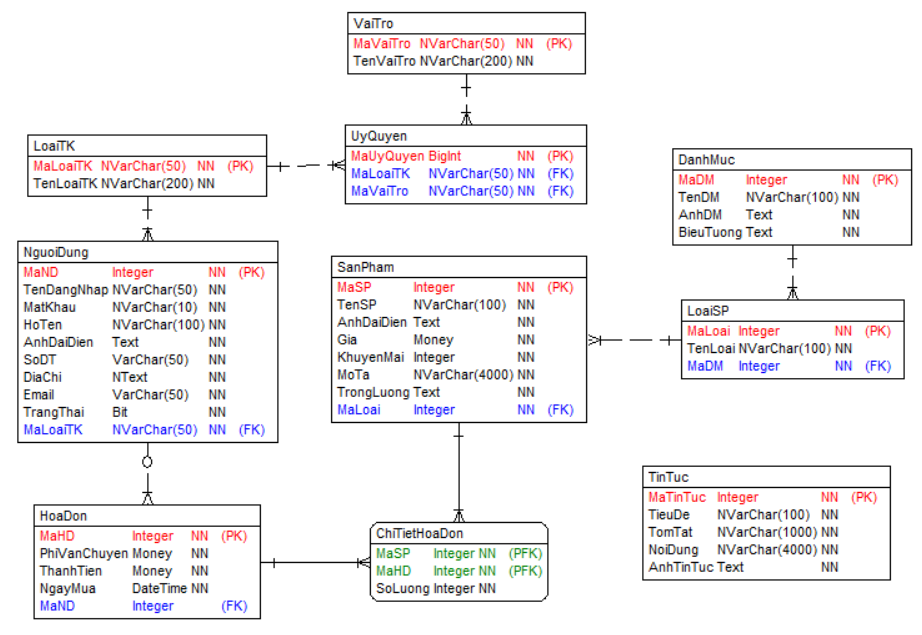 VaiTro
MaVaiTro NVarChar(50) NN (PK)
TenVaiTro NVarChar(200) NN
LoaiTK
MaLoaiTK NVarChar(50) NN (PK)
TenLoaiTK NVarChar(200) NN
UyQuyen
MaUyQuyen BigInt NN (PK)
MaLoaiTK NVarChar(50) NN (FK)
MaVaiTro NVarChar(50) NN (FK)
DanhMuc
MaDM Integer NN (PK)
TenDM NVarChar(100) NN
AnhDM Text NN
BieuTuong Text NN
NguoiDung
MaND Integer NN (PK)
TenDangNhap NVarChar(50) NN
MatKhau NVarChar(10) NN
HoTen NVarChar(100) NN
AnhDaiDien Text NN
SoDT VarChar(50) NN
DiaChi NText NN
Email VarChar(50) NN
TrangThai Bit NN
MaLoaiTK NVarChar(50) NN (FK)
SanPham
MaSP Integer NN (PK)
TenSP NVarChar(100) NN
AnhDaiDien Text NN
Gia Money NN
KhuyenMai Integer NN
MoTa NVarChar(4000) NN
TrongLuong Text NN
MaLoai Integer NN (FK)
LoaiSP
MaLoai Integer NN (PK)
TenLoai NVarChar(100) NN
MaDM Integer NN (FK)
HoaDon
MaHD Integer NN (PK)
PhiVanChuyen Money NN
ThanhTien Money NN
NgayMua DateTime NN
MaND Integer (FK)
ChiTietHoaDon
MaSP Integer NN (PFK)
MaHD Integer NN (PFK)
SoLuong Integer NN
TinTuc
MaTinTuc Integer NN (PK)
TieuDe NVarChar(100) NN
TomTat NVarChar(1000) NN
NoiDung NVarChar(4000) NN
AnhTinTuc Text NN